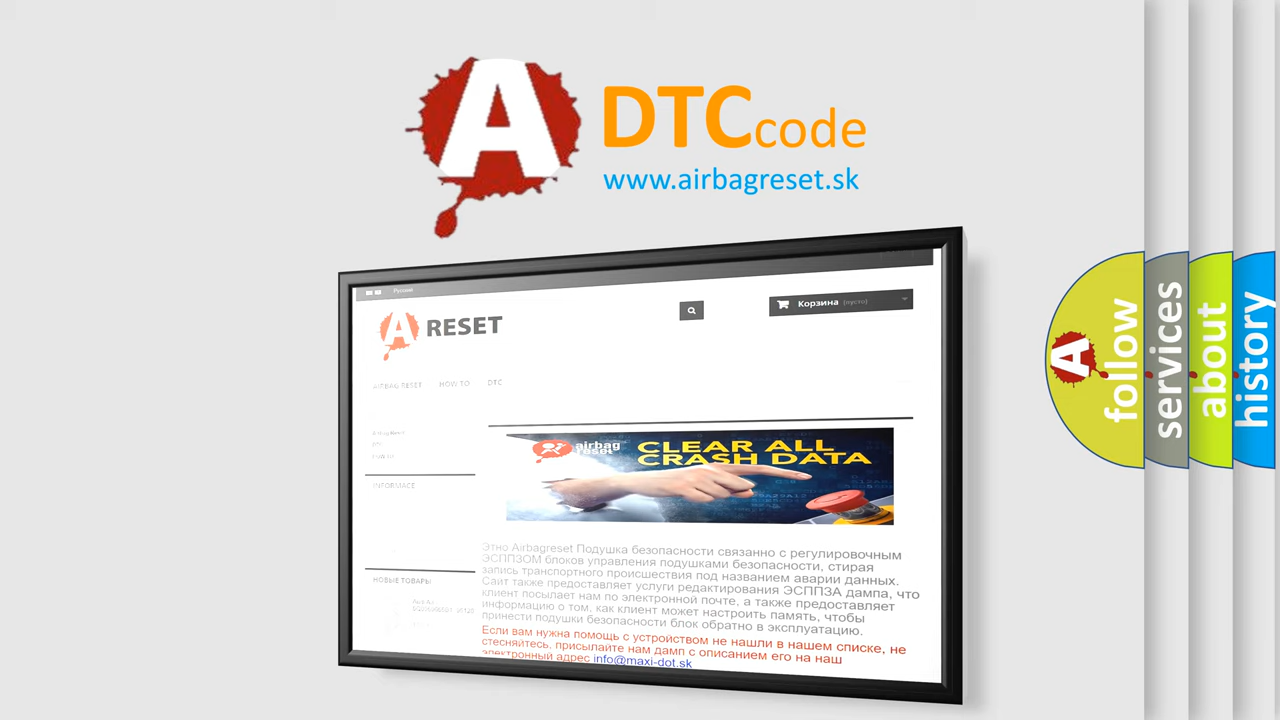 A
DTCcode
www.airbagreset.sk
Русский
A RESET
Корзина (пусто)
AIRBAG RESET HOW TO DTC
INFORMACE
airbag
reset
CLEAR ALL
CRASH DATA
Этно Airbagreset Подушка безопасности связанно с регулировочным
ЭСППЗОМ блоков управления подушками безопасности, стирая
запись транспортного происшествия под названием аварии данных.
Сайт также предоставляет услуги редактирования ЭСППЗА дампа, что
клиент посылает нам по электронной почте, а также предоставляет
информацию о том, как клиент может настроить память, чтобы
принести подушки безопасности блок обратно в эксплуатацию.
Если вам нужна помощь с устройством не нашли в нашем списке, не
стесняйтесь, присылайте нам дамп с описанием его на наш
электронный адрес info@maxi-dot.sk
НОВЫЕ ТОВАРЫ
A
follow
services
about
history